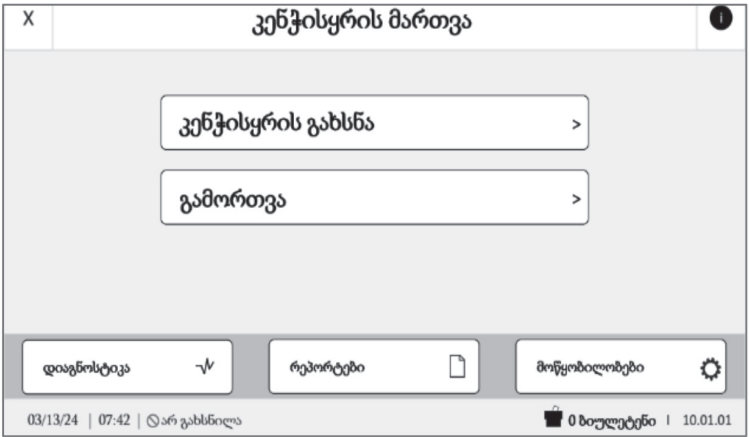 X კენჭისყრის მართვა i
კენჭისყრის გახსნა >
გამორთვა >
დიაგნოსტიკა
რეპორტები
მოწყობილობები
03/13/24 | 07:42 | არ გახსნილა
0 ბიულეტენი | 10.01.01